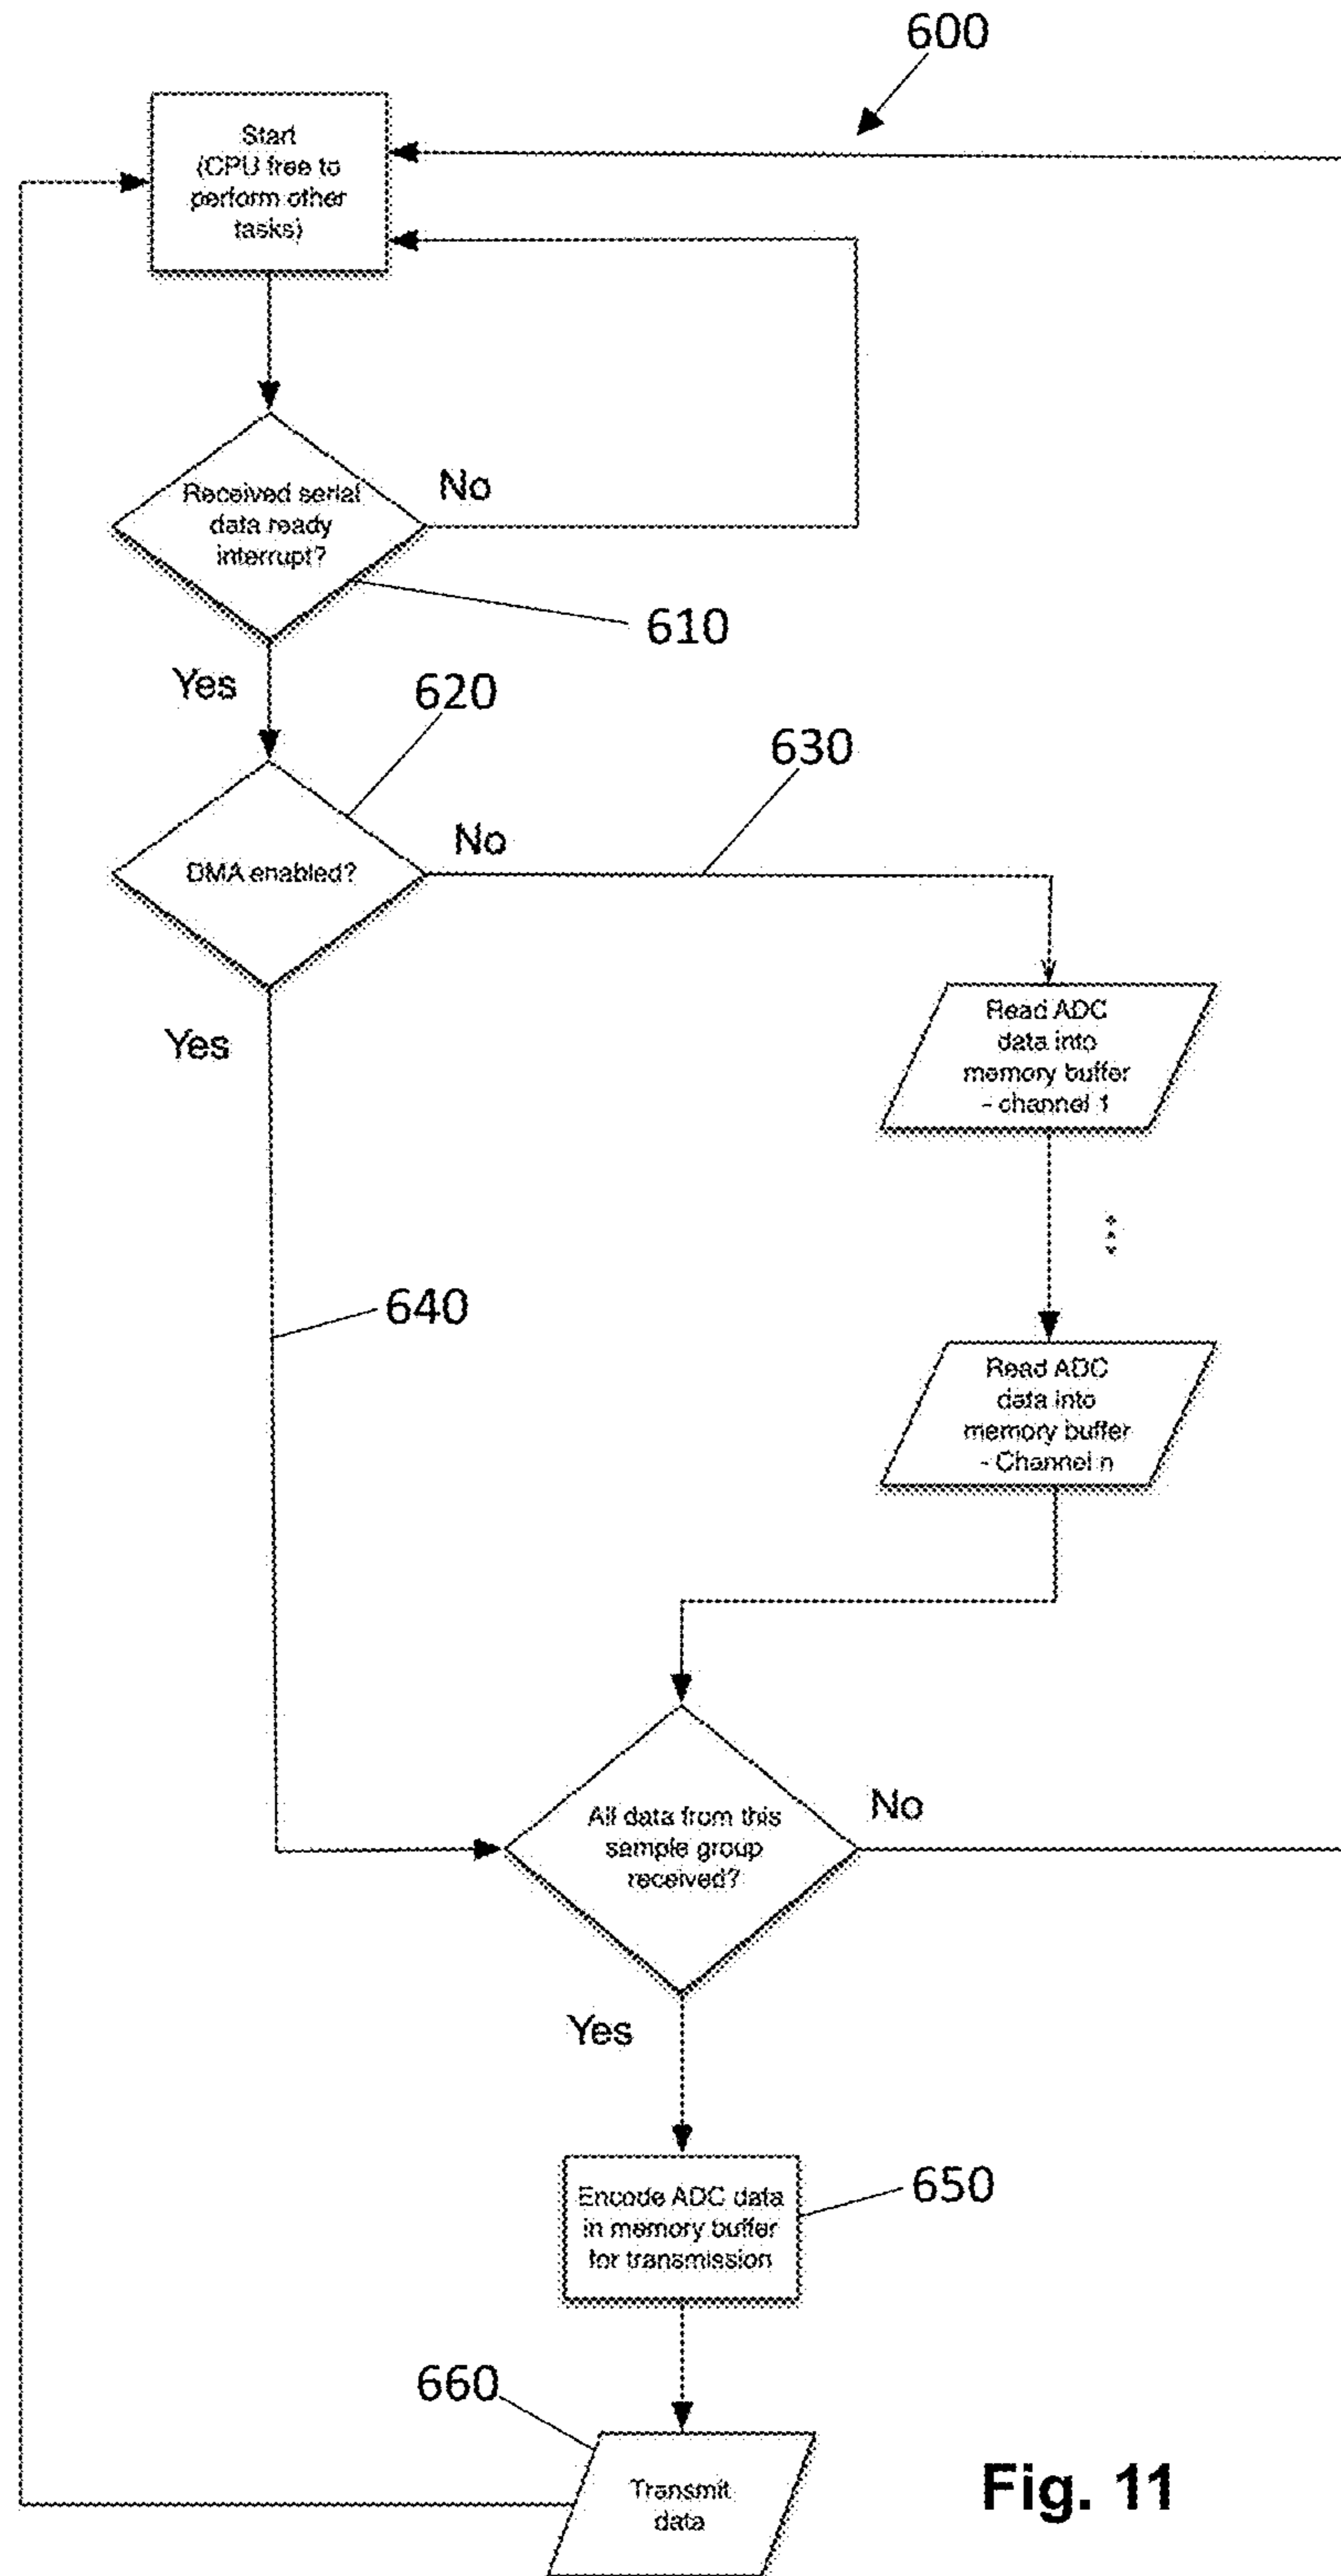 600
Start
(CPU free to
perform other
tasks)
Received serial
data ready
interrupt?
No
610
Yes
620
DMA enabled?
No
630
Yes
Read ADC
data into
memory buffer
- channel 1
640
Read ADC
data into
memory buffer
- Channel n
All data from this
sample group
received?
No
Yes
Encode ADC data
in memory buffer
for transmission
650
660
Transmit
data
Fig. 11